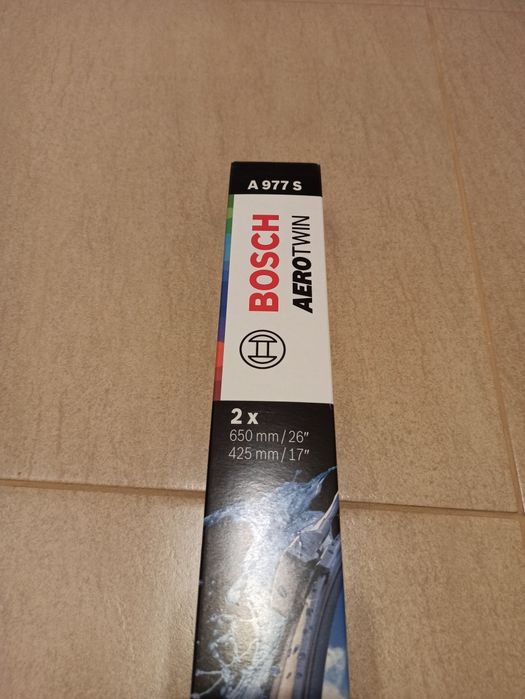 A 977 S
BOSCH
AEROTWIN
2 x
650 mm / 26"
425 mm / 17"